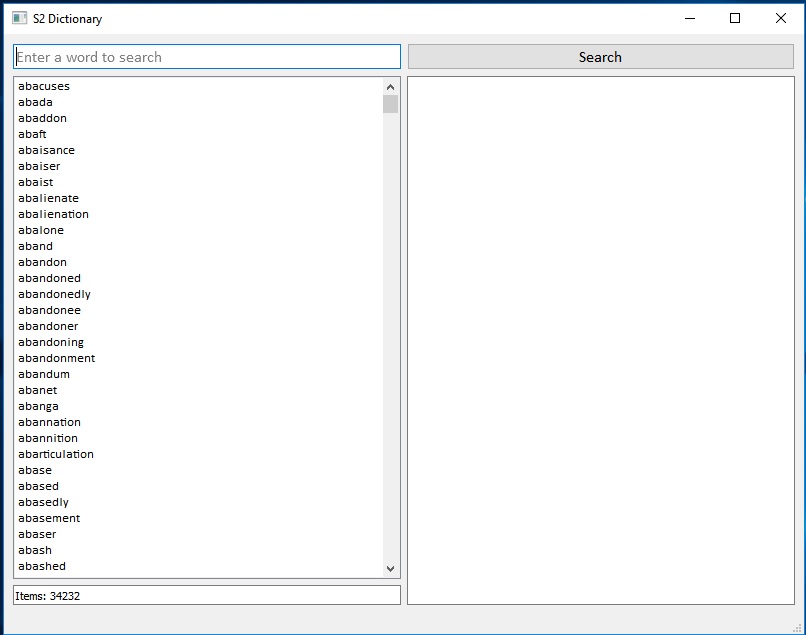 S2 Dictionary
Enter a word to search
Search
abacuses
abada
abaddon
abaft
abaisance
abaiser
abaist
abalienate
abalienation
abalone
aband
abandon
abandoned
abandonedly
abandonee
abandoner
abandoning
abandonment
abandum
abanet
abanga
abannation
abannition
abarticulation
abase
abased
abasedly
abasement
abaser
abash
abashed
Items: 34232